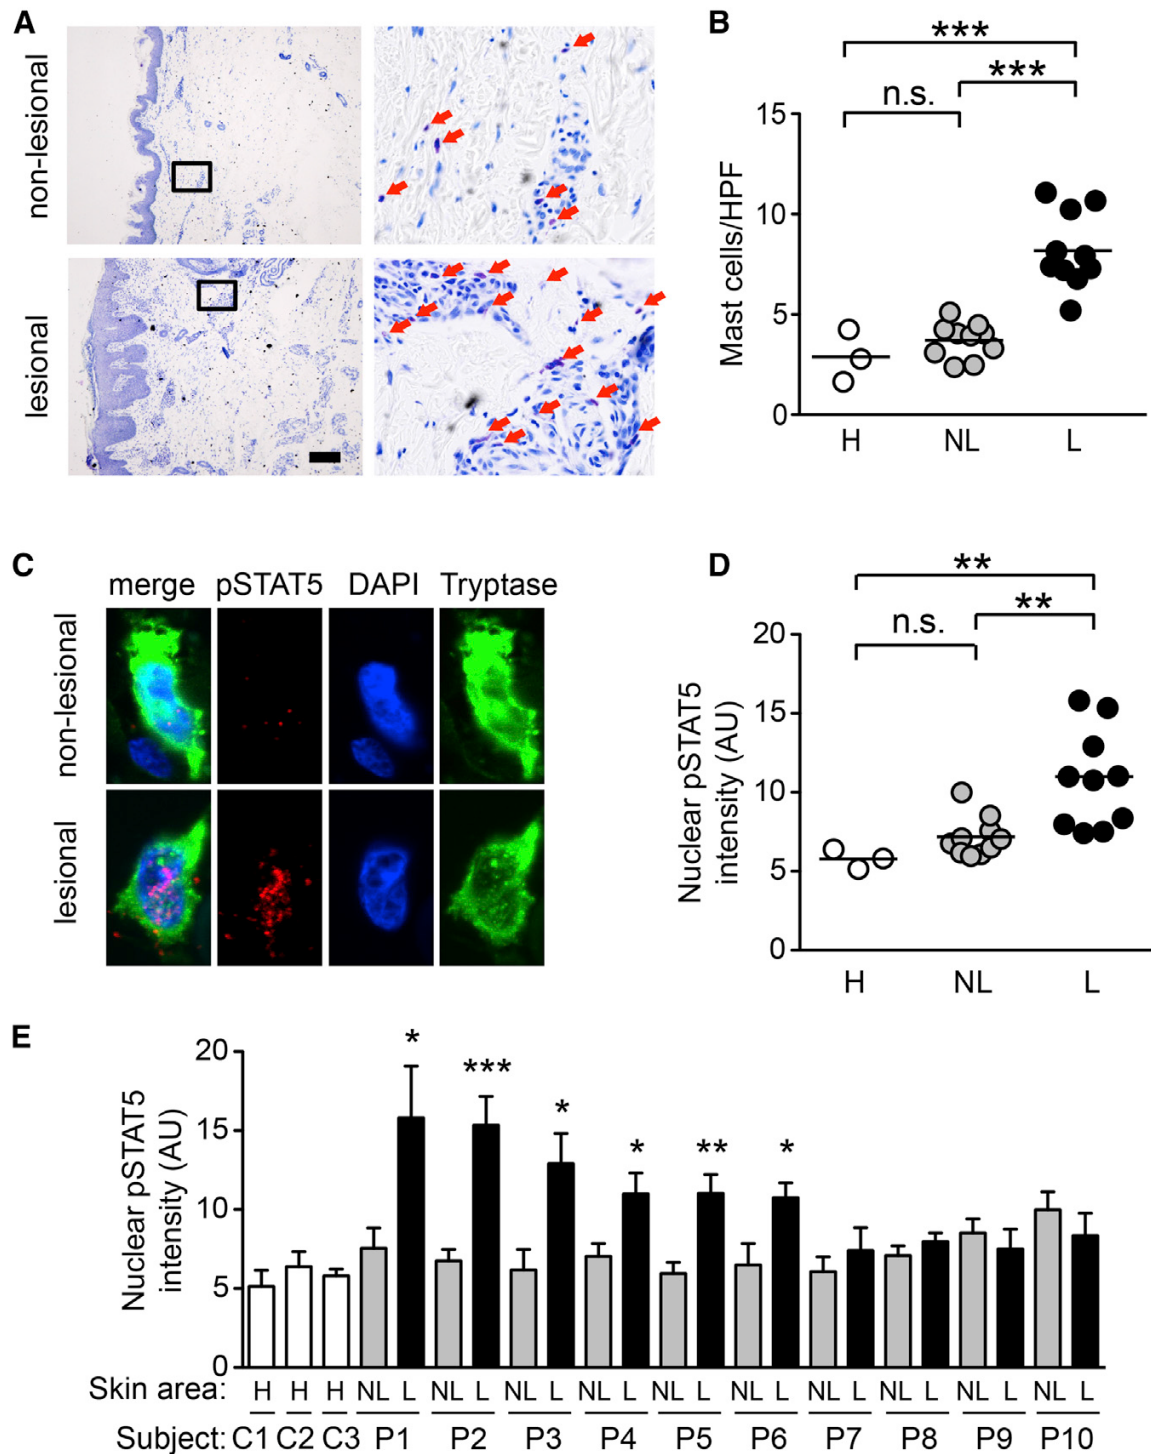 A
non-lesional
lesional
B
***
***
n.s.
Mast cells/HPF
15
10
5
0
H NL L
C
merge pSTAT5 DAPI Tryptase
non-lesional
lesional
D
**
**
n.s.
Nuclear pSTAT5
intensity (AU)
20
15
10
5
0
H NL L
E
Nuclear pSTAT5
intensity (AU)
20
15
10
5
0
* *** * * ** *
Skin area: H H H NL L NL L NL L NL L NL L NL L NL L NL L NL L NL L
Subject: C1 C2 C3 P1 P2 P3 P4 P5 P6 P7 P8 P9 P10